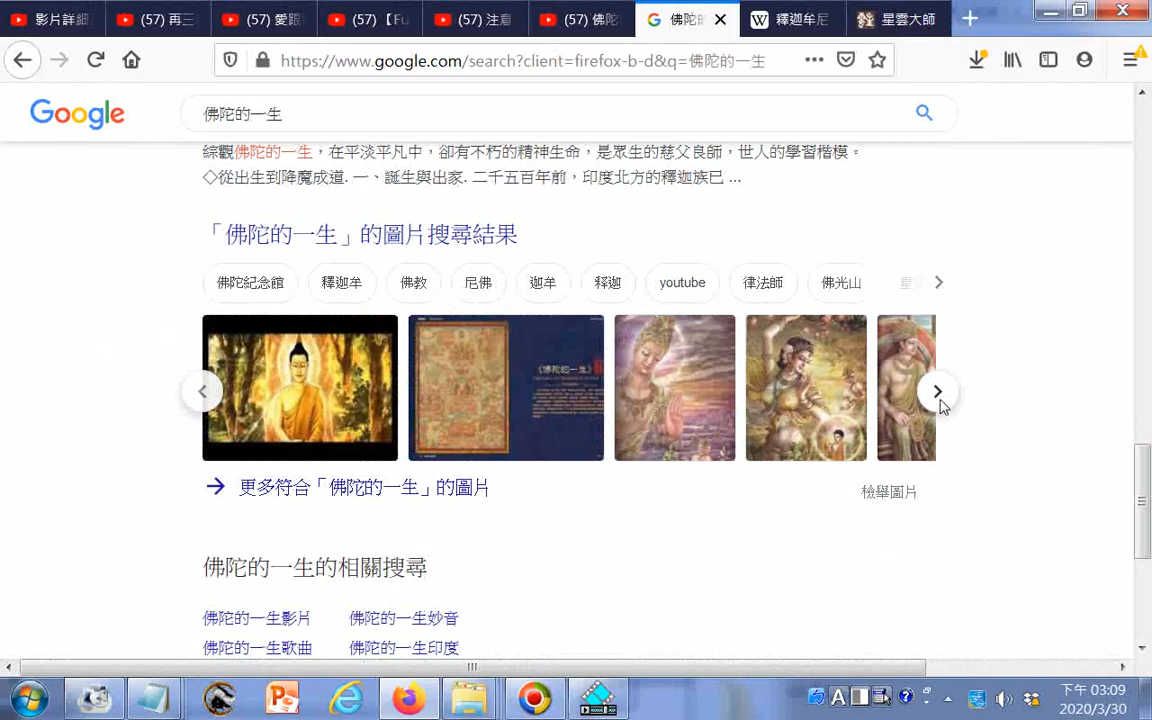 影片詳細
(57) 再三
(57) 愛跟
(57) 【Fu
(57) 注意
(57) 佛陀
佛陀的
釋迦牟尼
星雲大師
https://www.google.com/search?client=firefox-b-d&q=佛陀的一生
Google
佛陀的一生
綜觀佛陀的一生，在平淡平凡中，卻有不朽的精神生命，是眾生的慈父良師，世人的學習楷模。
◇從出生到降魔成道. 一、誕生與出家. 二千五百年前，印度北方的釋迦族已 ...
「佛陀的一生」的圖片搜尋結果
佛陀紀念館
釋迦牟
佛教
尼佛
迦牟
释迦
youtube
律法師
佛光山
星
《佛陀的一生》
更多符合「佛陀的一生」的圖片
檢舉圖片
佛陀的一生的相關搜尋
佛陀的一生影片
佛陀的一生妙音
佛陀的一生歌曲
佛陀的一生印度
下午 03:09
2020/3/30